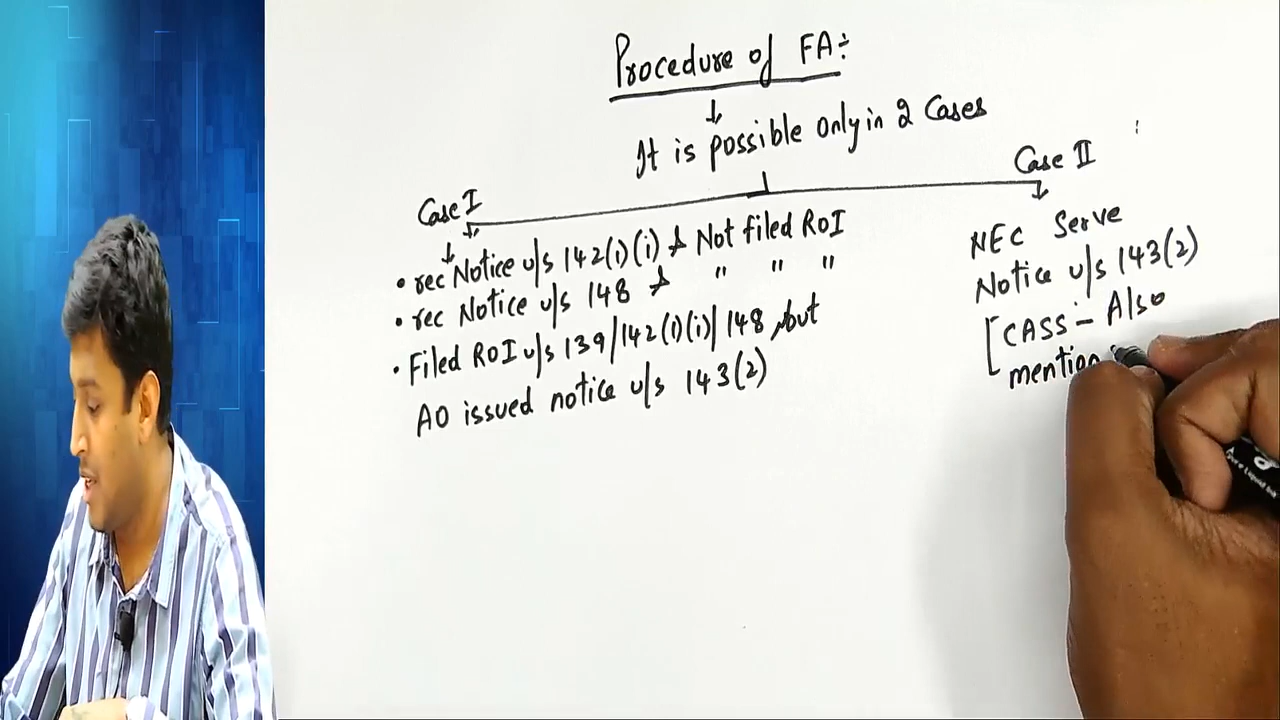 Procedure of FA:
It is possible only in 2 Cases
Case I
• rec Notice u/s 142(1)(i) & Not filed ROI
• rec Notice u/s 148 & " " "
• Filed ROI u/s 139/142(1)(i)/148, but
AO issued notice u/s 143(2)
Case II
NEC Serve
Notice u/s 143(2)
[CASS - Also
mention